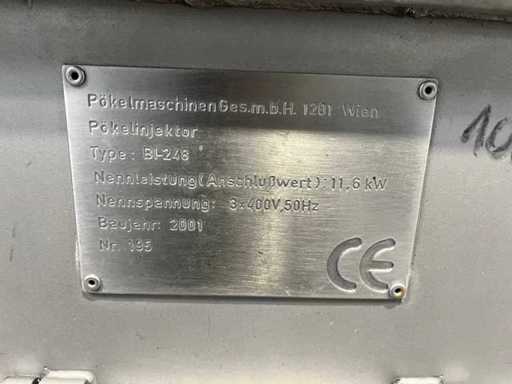 PökelmaschinenGes.m.b.H. 1201 Wien
Pökelinjektor
Type: BI-248
Nennleistung(Anschlußwert): 11,6 kW
Nennspannung: 3x400V,50Hz
Baujahr: 2001
Nr. 195
CE